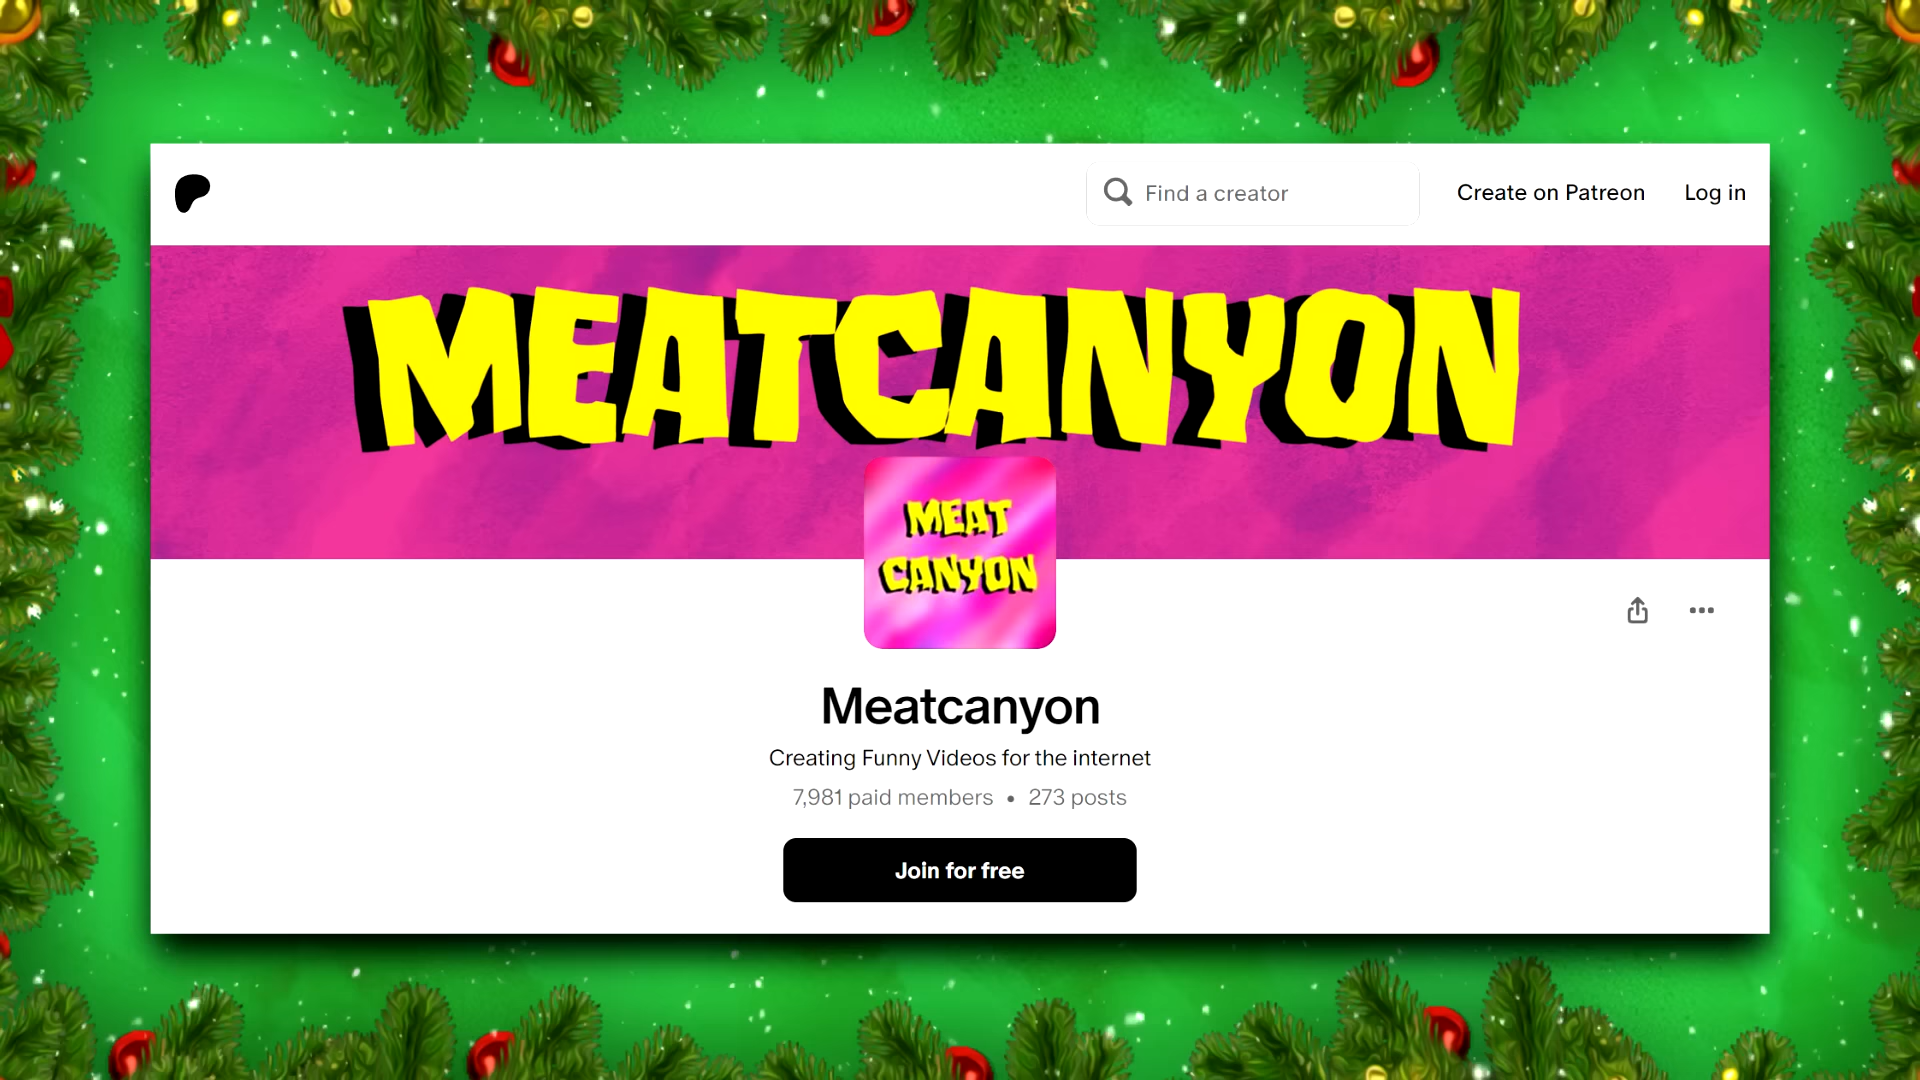 Find a creator
Create on Patreon
Log in
MEATCANYON
MEAT
CANYON
Meatcanyon
Creating Funny Videos for the internet
7,981 paid members • 273 posts
Join for free